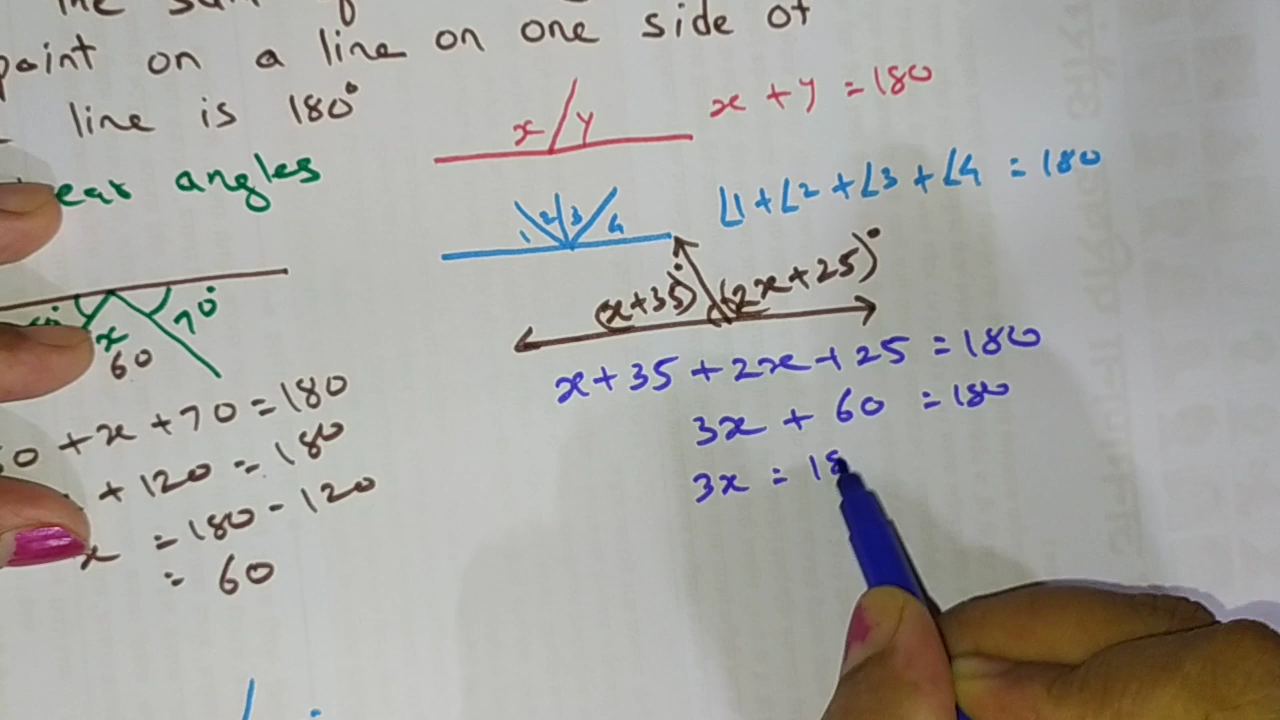 point on a line on one side of
line is 180°
angles
x y
x + y = 180
1 2 3 4
∠1+∠2+∠3+∠4 = 180
(x+35)° (2x+25)°
x 70°
60
+x+70=180
+120=180
x =180-120
= 60
x+35+2x+25 =180
3x + 60 =180
3x = 18